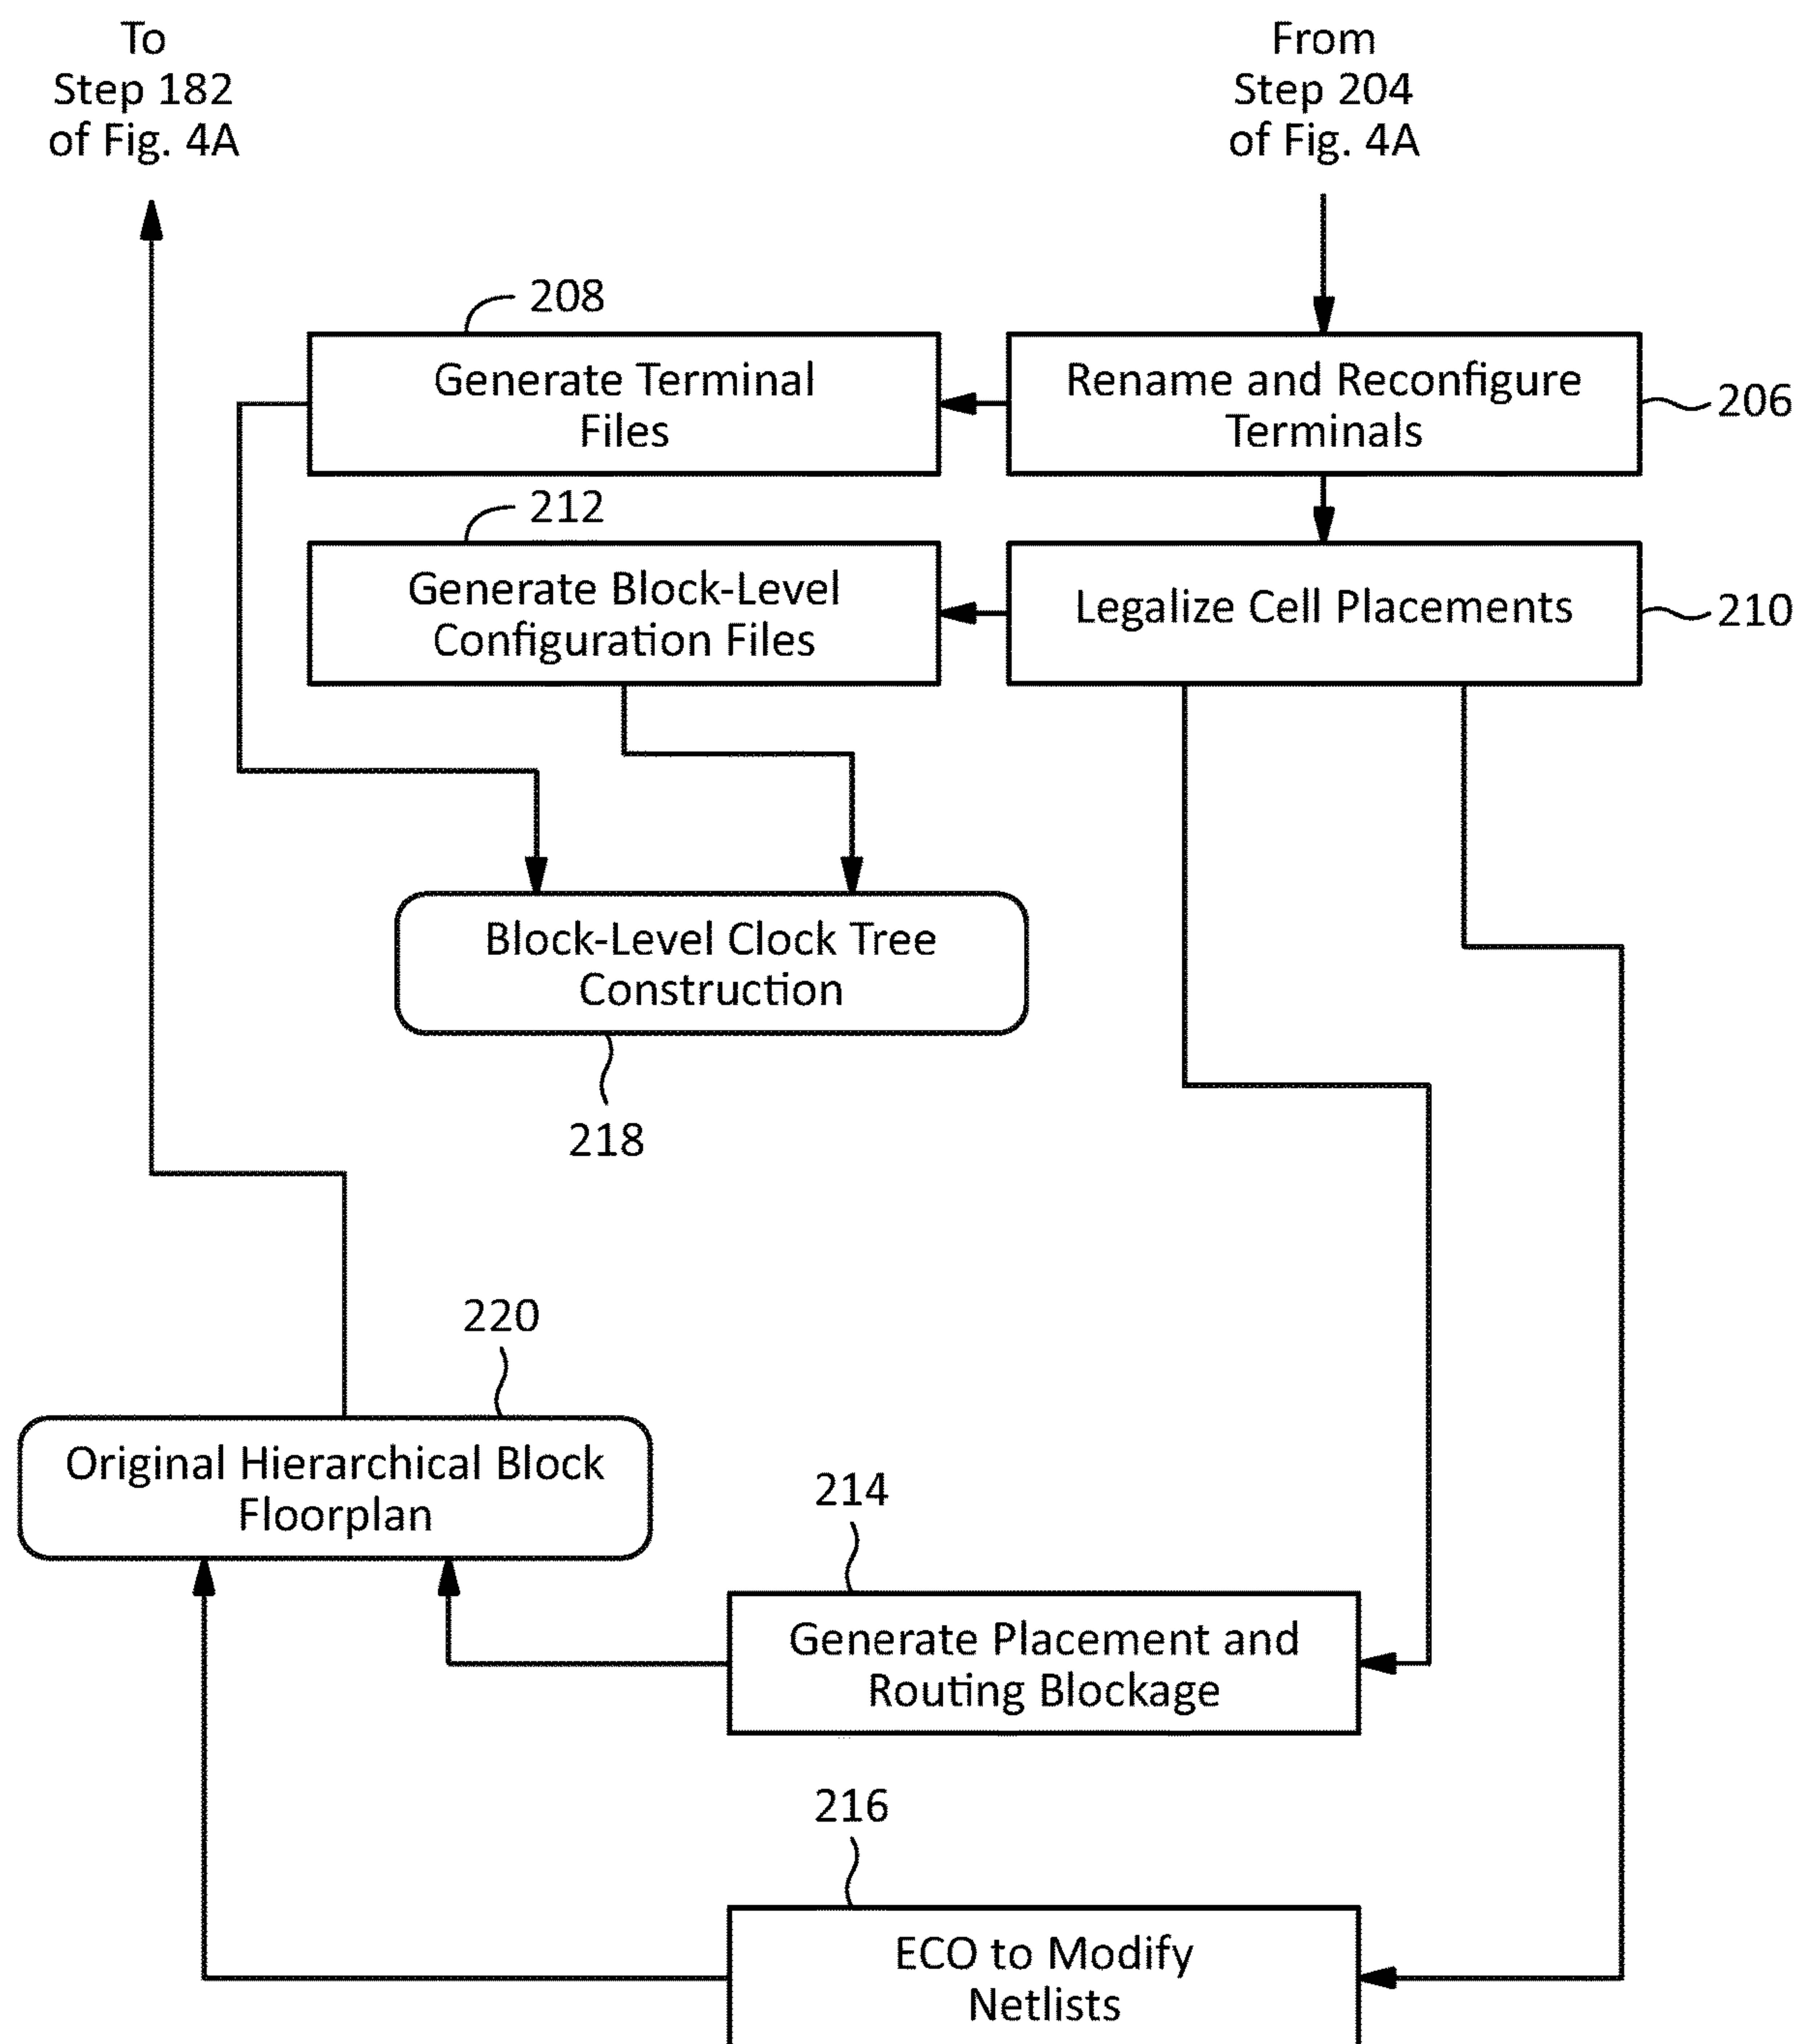 To
Step 182
of Fig. 4A
From
Step 204
of Fig. 4A
208
Generate Terminal
Files
Rename and Reconfigure
Terminals
206
212
Generate Block-Level
Configuration Files
Legalize Cell Placements
210
Block-Level Clock Tree
Construction
218
220
Original Hierarchical Block
Floorplan
214
Generate Placement and
Routing Blockage
216
ECO to Modify
Netlists